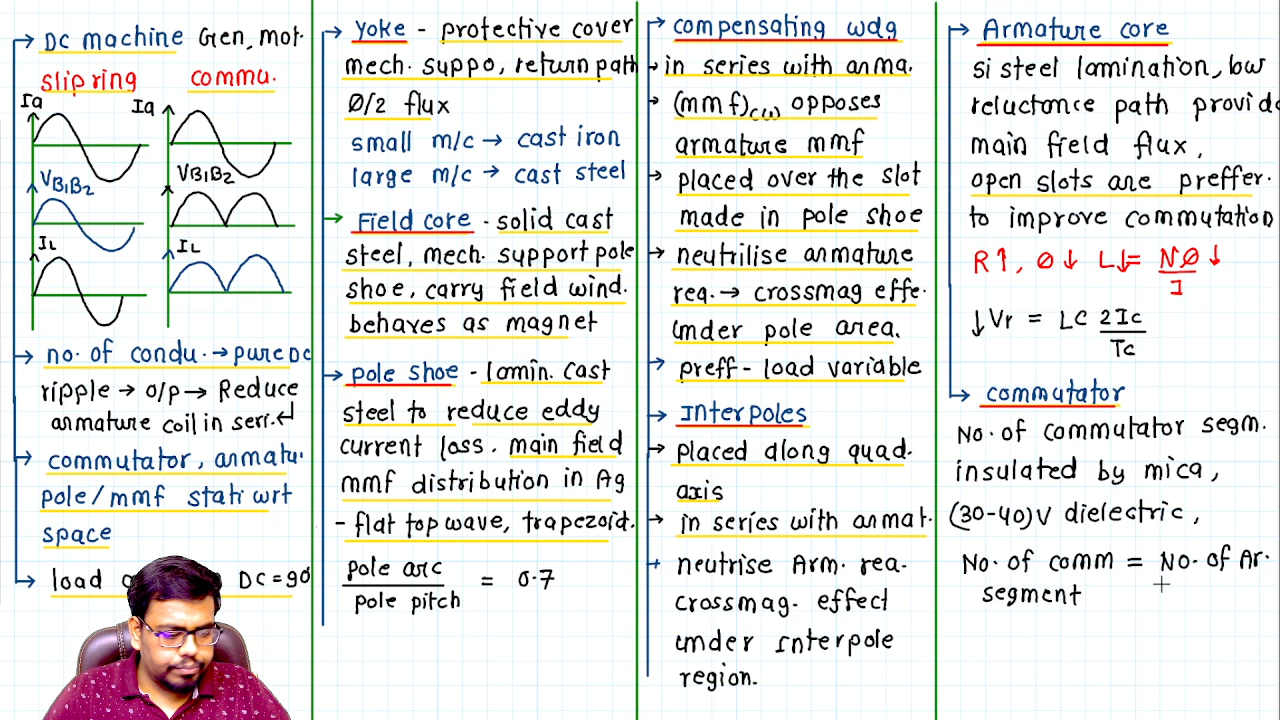 DC machine Gen, mot.
slip ring commu.
Ia Ia
VB1B2 VB1B2
IL IL
no. of condu. → pure DC
ripple → o/p → Reduce
armature coil in seri. ↵
commutator, armatu.
pole/mmf stati wrt
space
load DC = 90
Yoke - protective cover
mech. suppo, return path
Ø/2 flux
small m/c → cast iron
large m/c → cast steel
Field core - solid cast
steel, mech. support pole
shoe, carry field wind.
behaves as magnet
pole shoe - lamin. cast
steel to reduce eddy
current loss. main field
mmf distribution in Ag
- flat top wave, trapezoid.
pole arc / pole pitch = 0.7
compensating wdg
in series with arma.
(mmf)cw opposes
armature mmf
placed over the slot
made in pole shoe
neutrilise armature
rea. → crossmag effe.
under pole area.
preff - load variable
Interpoles
placed along quad.
axis
in series with armat.
neutrise Arm. rea.
crossmag. effect
under interpole
region.
Armature core
si steel lamination, low
reluctance path provide
main field flux,
open slots are preffer.
to improve commutation
R↑, Ø↓ L↓ = NØ/I ↓
↓Vr = LC 2Ic/Tc
commutator
No. of commutator segm.
insulated by mica,
(30-40)V dielectric,
No. of comm = No. of Ar.
segment